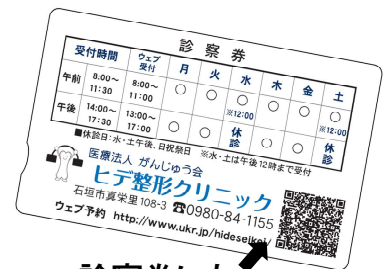 診察券
受付時間 ウェブ受付 月 火 水 木 金 土
午前 8:00〜11:30 8:00〜11:00 ○ ○ ○ ※12:00 ○ ○ ○ ※12:00
午後 14:00〜17:30 13:00〜17:00 ○ ○ 休診 ○ ○ 休診
■休診日:水・土午後、日祝祭日 ※水・土は午後12時まで受付
医療法人 がんじゅう会
ヒデ整形クリニック
石垣市真栄里108-3 ☎0980-84-1155
ウェブ予約 http://www.ukr.jp/hideseikei/